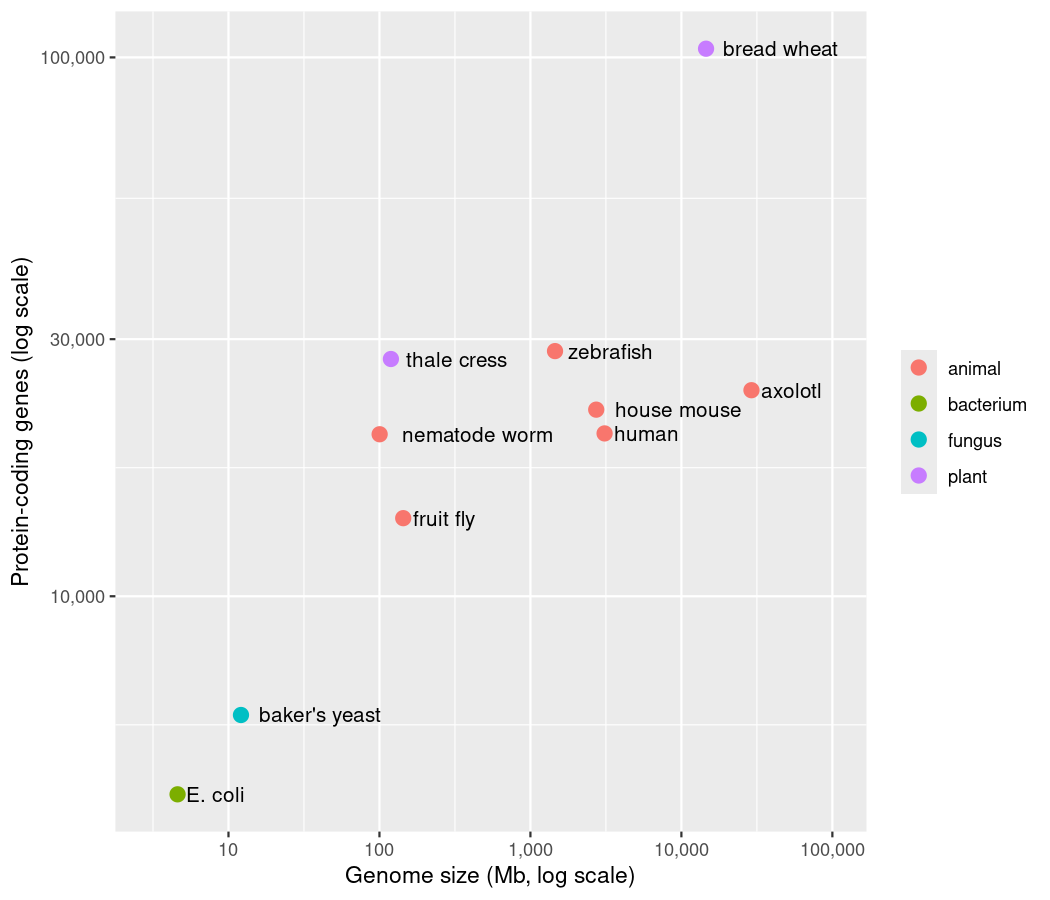 bread wheat
zebrafish
thale cress
axolotl
house mouse
nematode worm
human
fruit fly
baker's yeast
E. coli
100,000
30,000
10,000
10
100
1,000
10,000
100,000
Genome size (Mb, log scale)
Protein-coding genes (log scale)
animal
bacterium
fungus
plant